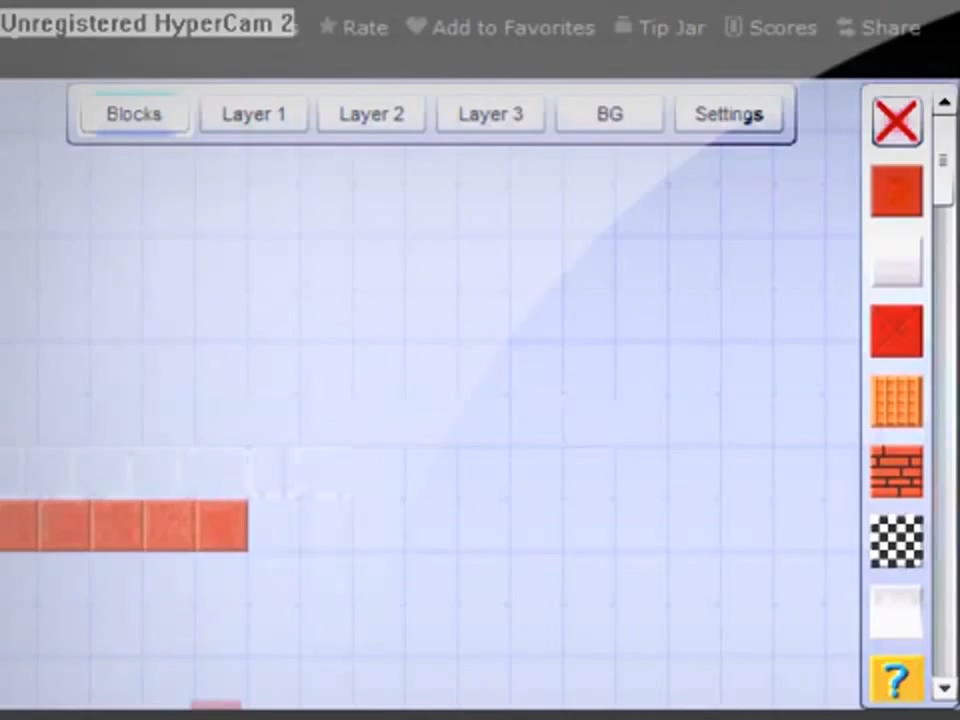 Unregistered HyperCam 2
Rate Add to Favorites Tip Jar Scores Share
Blocks Layer 1 Layer 2 Layer 3 BG Settings
?